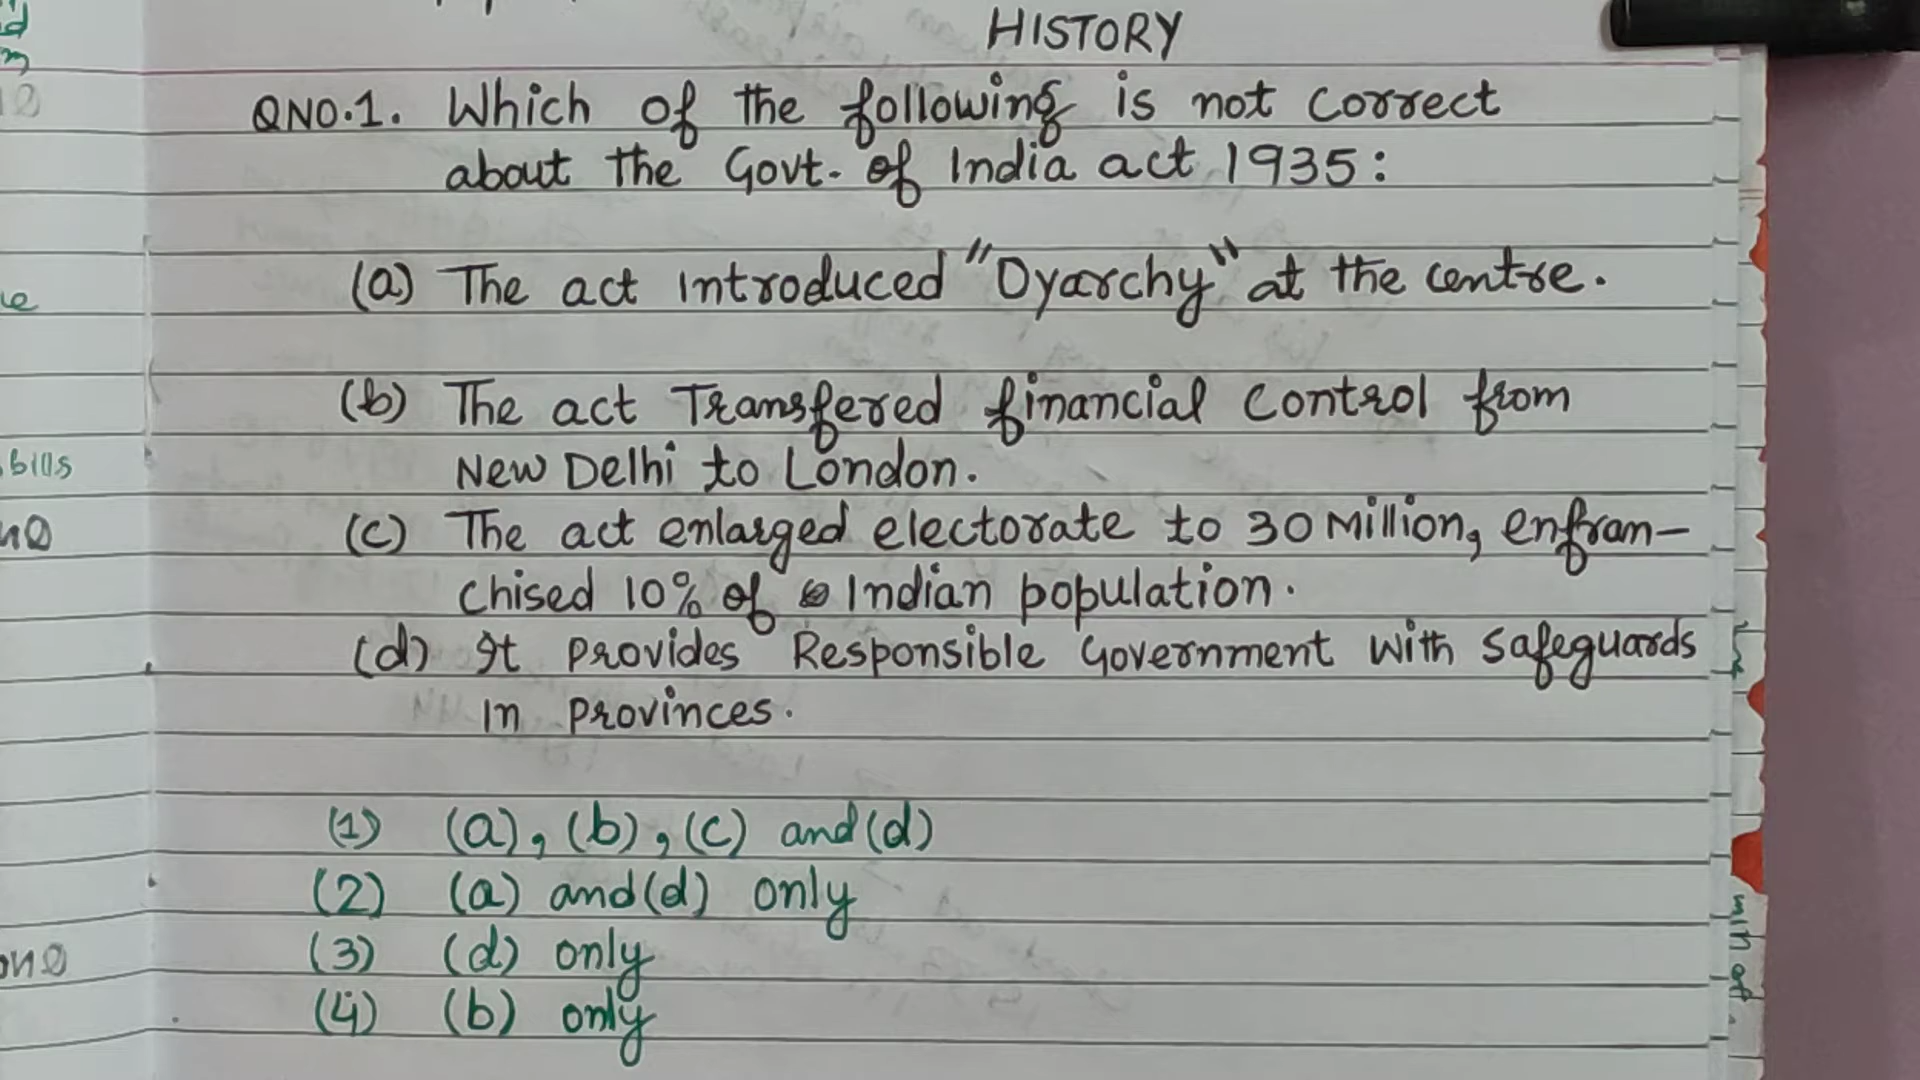 HISTORY
QNO.1. Which of the following is not correct
about the Govt. of India act 1935:
(a) The act introduced "Dyarchy" at the centre.
(b) The act Transfered financial control from
New Delhi to London.
(c) The act enlarged electorate to 30 Million, enfran-
chised 10% of Indian population.
(d) It provides Responsible Government with safeguards
in provinces.
(1) (a), (b), (c) and (d)
(2) (a) and (d) only
(3) (d) only
(4) (b) only
bills